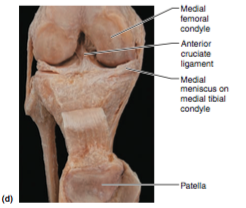 Medial
femoral
condyle
Anterior
cruciate
ligament
Medial
meniscus on
medial tibial
condyle
Patella
(d)